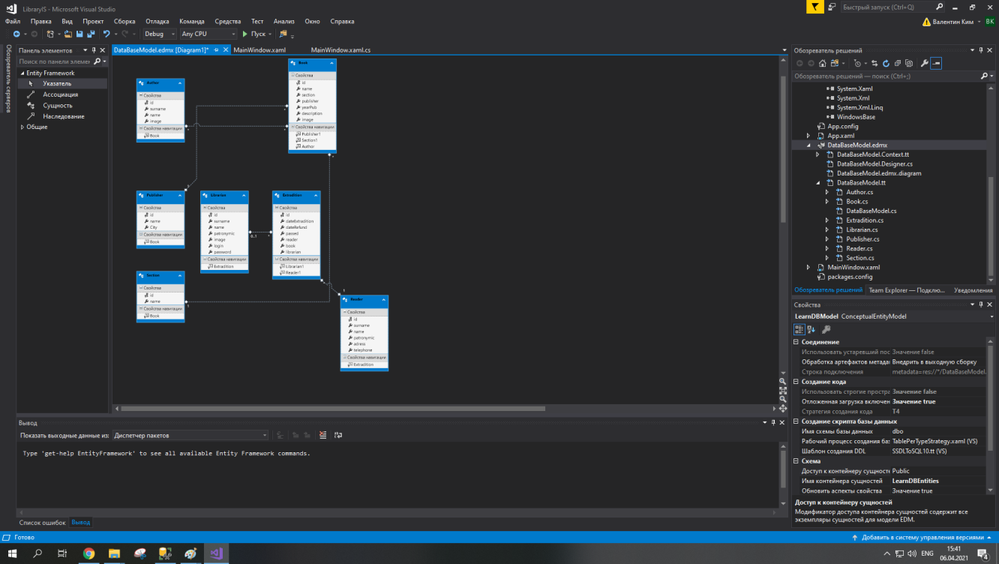 LibraryIS - Microsoft Visual Studio
Быстрый запуск (Ctrl+Q)
Файл Правка Вид Проект Сборка Отладка Команда Средства Тест Анализ Окно Справка
Валентин Ким ВК
Debug Any CPU Пуск
Обозреватель серверов
Панель элементов
Поиск по панели элемен
Entity Framework
Указатель
Ассоциация
Сущность
Наследование
Общие
DataBaseModel.edmx [Diagram1]* MainWindow.xaml MainWindow.xaml.cs
Book
Свойства
id
name
section
publisher
yearPub
description
image
Свойства навигации
Publisher1
Section1
Author
Author
Свойства
id
surname
name
image
Свойства навигации
Book
Publisher
Свойства
id
name
City
Свойства навигации
Book
Librarian
Свойства
id
surname
name
patronymic
image
login
password
Свойства навигации
Extradition
0..1
Extradition
Свойства
id
dateExtradition
dateRefund
passed
reader
book
librarian
Свойства навигации
Librarian1
Reader1
Section
Свойства
id
name
Свойства навигации
Book
1
1
Reader
Свойства
id
surname
name
patronymic
adress
telephone
Свойства навигации
Extradition
Обозреватель решений
Обозреватель решений — поиск (Ctrl+;)
System.Xaml
System.Xml
System.Xml.Linq
WindowsBase
App.config
App.xaml
DataBaseModel.edmx
DataBaseModel.Context.tt
DataBaseModel.Designer.cs
DataBaseModel.edmx.diagram
DataBaseModel.tt
Author.cs
Book.cs
DataBaseModel.cs
Extradition.cs
Librarian.cs
Publisher.cs
Reader.cs
Section.cs
MainWindow.xaml
packages.config
Обозреватель решений Team Explorer — Подклю... Уведомления
Свойства
LearnDBModel ConceptualEntityModel
Соединение
Использовать устаревший пос Значение false
Обработка артефактов метадан Внедрить в выходную сборку
Строка подключения metadata=res://*/DataBaseModel.
Создание кода
Использовать строгие простра Значение false
Отложенная загрузка включен Значение true
Стратегия создания кода T4
Создание скрипта базы данных
Имя схемы базы данных dbo
Рабочий процесс создания баз TablePerTypeStrategy.xaml (VS)
Шаблон создания DDL SSDLToSQL10.tt (VS)
Схема
Доступ к контейнеру сущносте Public
Имя контейнера сущностей LearnDBEntities
Обновить аспекты свойства Значение true
Доступ к контейнеру сущностей
Модификатор доступа контейнера сущностей содержит все
экземпляры сущностей для модели EDM.
Вывод
Показать выходные данные из: Диспетчер пакетов
Type 'get-help EntityFramework' to see all available Entity Framework commands.
Список ошибок Вывод
Готово
Добавить в систему управления версиями
ENG
15:41
06.04.2021
4